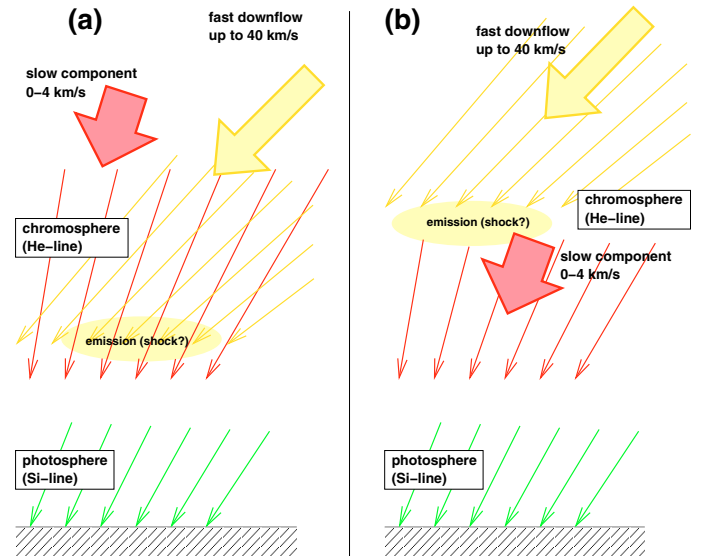 (a)
fast downflow
up to 40 km/s
slow component
0–4 km/s
chromosphere
(He–line)
emission (shock?)
photosphere
(Si–line)
(b)
fast downflow
up to 40 km/s
chromosphere
(He–line)
emission (shock?)
slow component
0–4 km/s
photosphere
(Si–line)